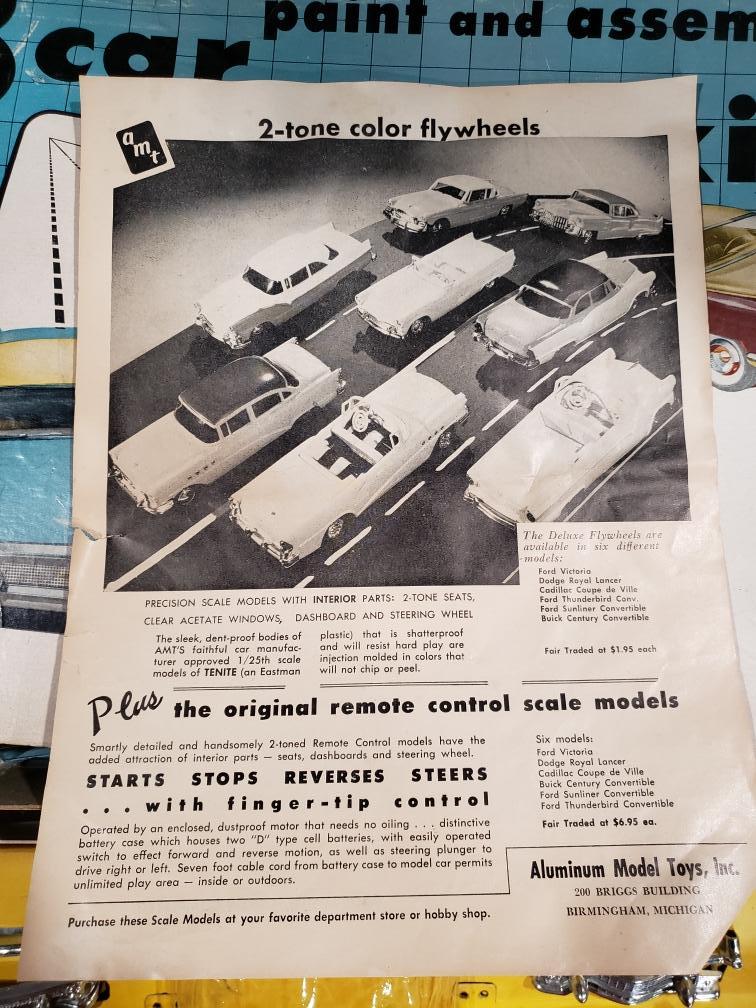 paint and assem
3 car
ki
amt
2-tone color flywheels
The Deluxe Flywheels are
available in six different
models:
Ford Victoria
Dodge Royal Lancer
Cadillac Coupe de Ville
Ford Thunderbird Conv.
Ford Sunliner Convertible
Buick Century Convertible
Fair Traded at $1.95 each
PRECISION SCALE MODELS WITH INTERIOR PARTS: 2-TONE SEATS,
CLEAR ACETATE WINDOWS, DASHBOARD AND STEERING WHEEL
The sleek, dent-proof bodies of
AMT'S faithful car manufac-
turer approved 1/25th scale
models of TENITE (an Eastman
plastic) that is shatterproof
and will resist hard play are
injection molded in colors that
will not chip or peel.
Plus the original remote control scale models
Smartly detailed and handsomely 2-toned Remote Control models have the
added attraction of interior parts — seats, dashboards and steering wheel.
STARTS STOPS REVERSES STEERS
. . . with finger-tip control
Operated by an enclosed, dustproof motor that needs no oiling . . . distinctive
battery case which houses two "D" type cell batteries, with easily operated
switch to effect forward and reverse motion, as well as steering plunger to
drive right or left. Seven foot cable cord from battery case to model car permits
unlimited play area — inside or outdoors.
Six models:
Ford Victoria
Dodge Royal Lancer
Cadillac Coupe de Ville
Buick Century Convertible
Ford Sunliner Convertible
Ford Thunderbird Convertible
Fair Traded at $6.95 ea.
Aluminum Model Toys, Inc.
200 BRIGGS BUILDING
BIRMINGHAM, MICHIGAN
Purchase these Scale Models at your favorite department store or hobby shop.